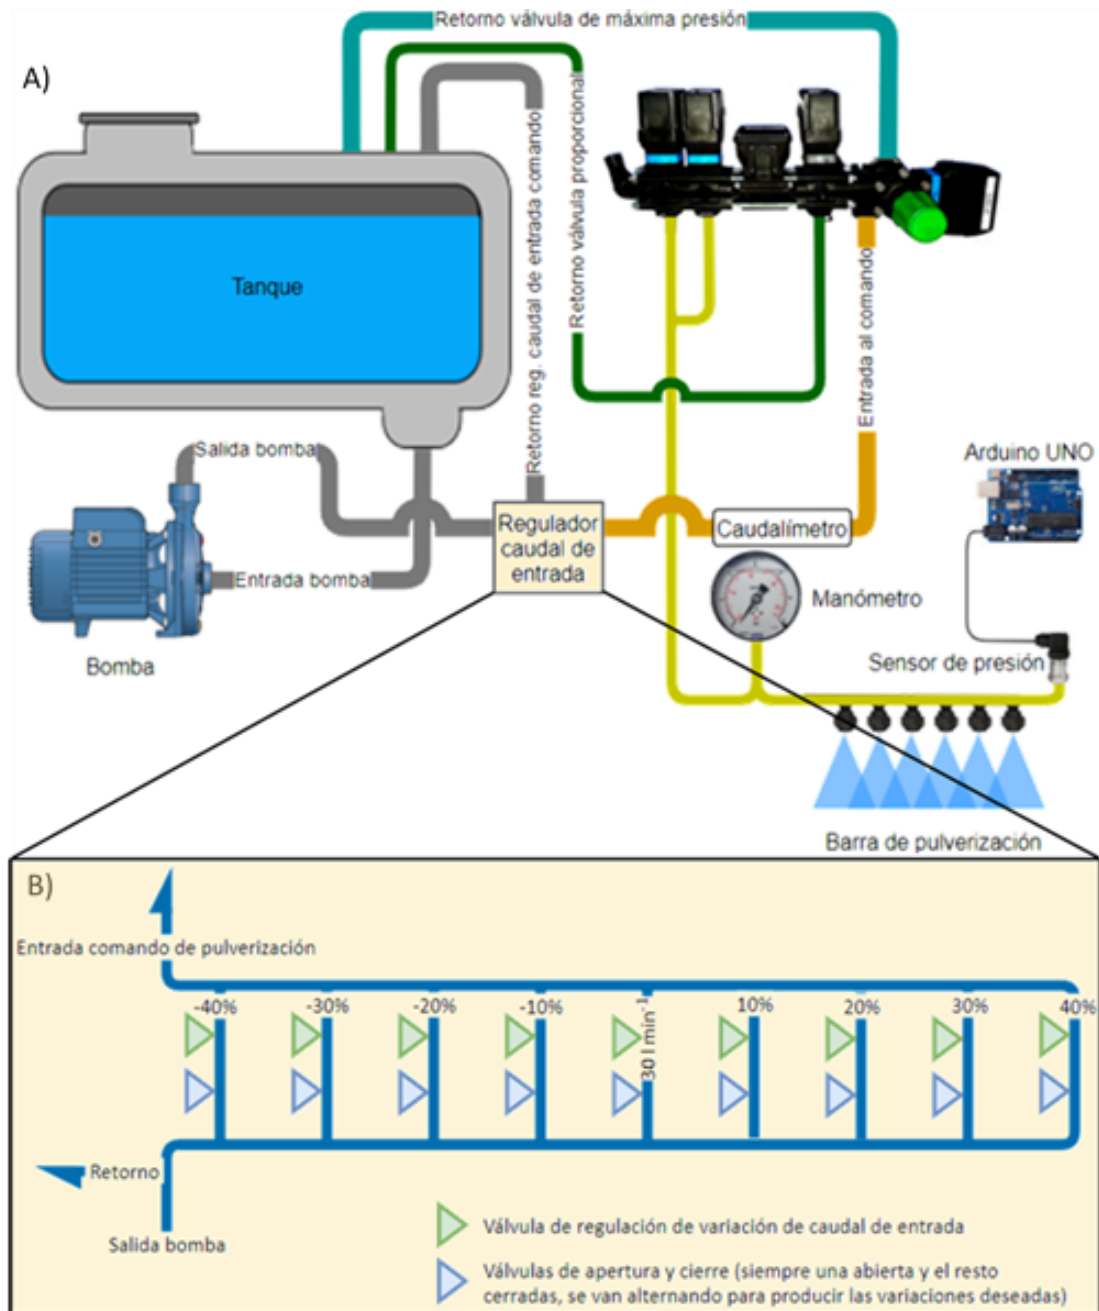 Retorno válvula de máxima presión
A)
Retorno válvula proporcional
Retorno reg. caudal de entrada comando
Tanque
Entrada al comando
Salida bomba
Arduino UNO
Regulador
caudal de
entrada
Caudalímetro
Entrada bomba
Manómetro
Bomba
Sensor de presión
Barra de pulverización
B)
Entrada comando de pulverización
-40%
-30%
-20%
-10%
30 l min-1
10%
20%
30%
40%
Retorno
Salida bomba
Válvula de regulación de variación de caudal de entrada
Válvulas de apertura y cierre (siempre una abierta y el resto
cerradas, se van alternando para producir las variaciones deseadas)